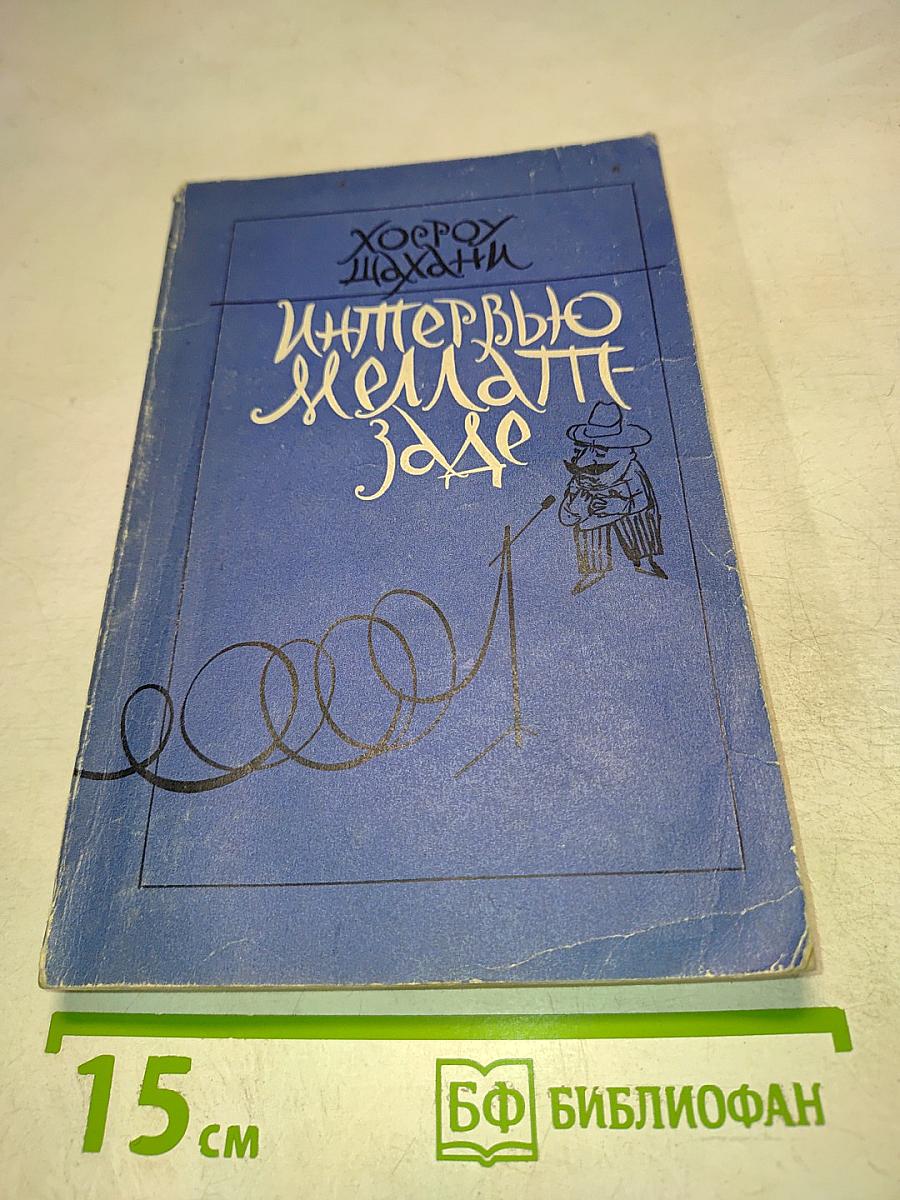 Хосроу
Шахани
Интервью
Меллат-
заде
15 см
БФ БИБЛИОФАН